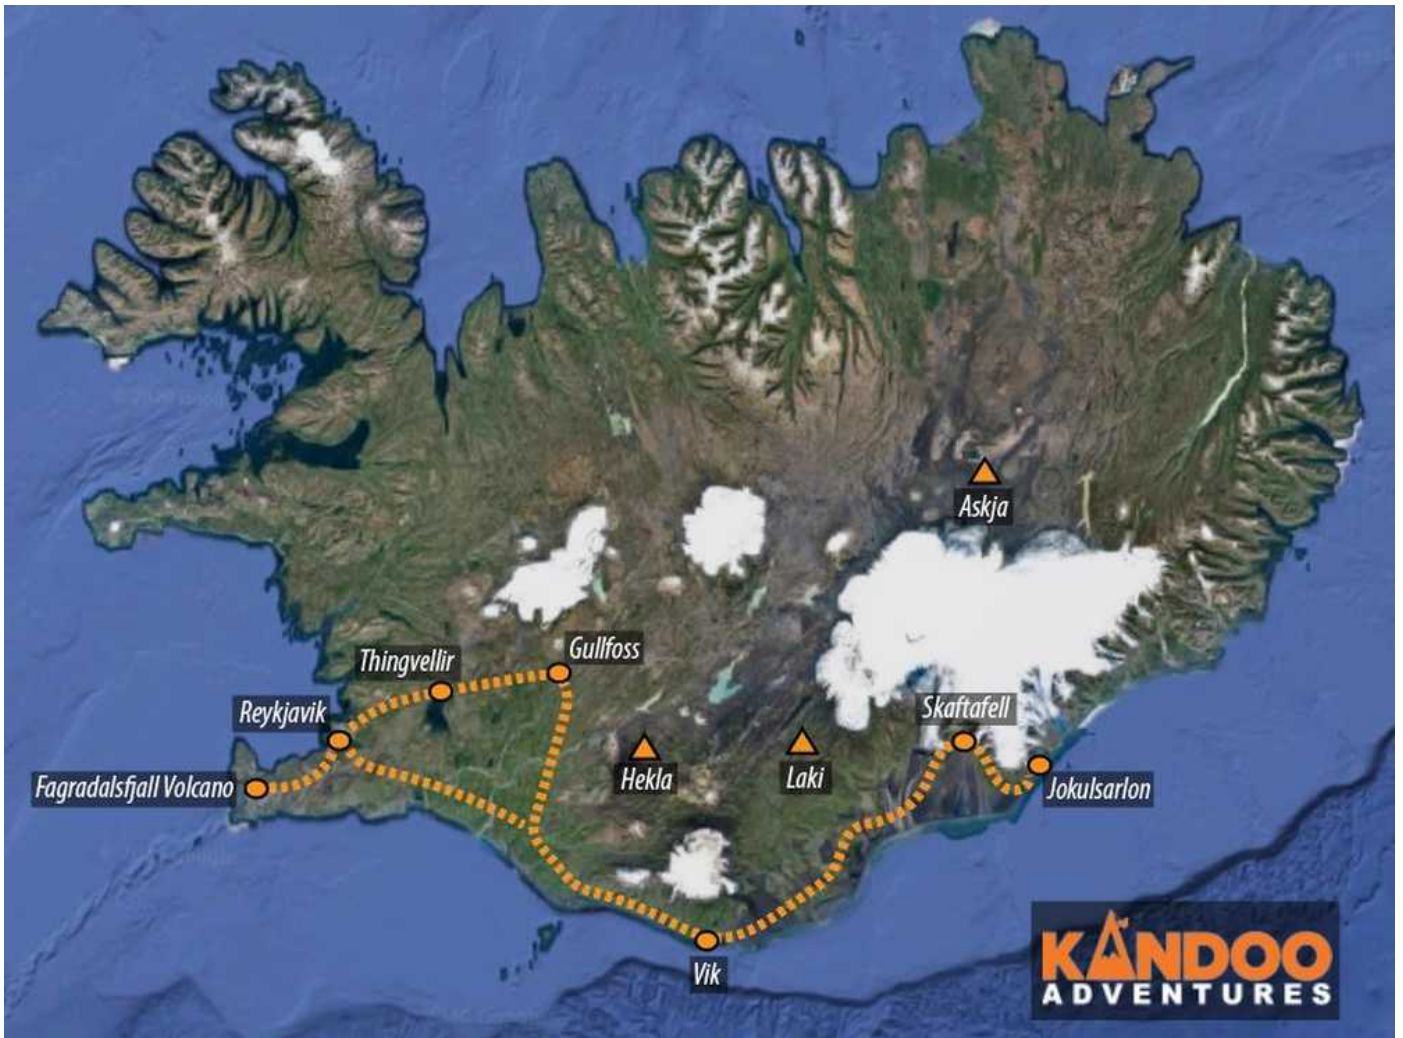 Askja
Gullfoss
Thingvellir
Reykjavik
Skaftafell
Hekla
Laki
Fagradalsfjall Volcano
Jokulsarlon
Vik
KANDOO
ADVENTURES